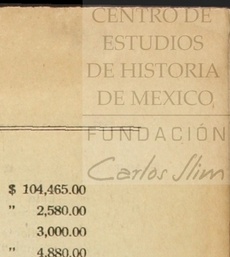 CENTRO DE
ESTUDIOS
DE HISTORIA
DE MEXICO,
FUNDACIÓN
Carlos Slim
$ 104,465.00
" 2,580.00
3,000.00
" 4,880.00